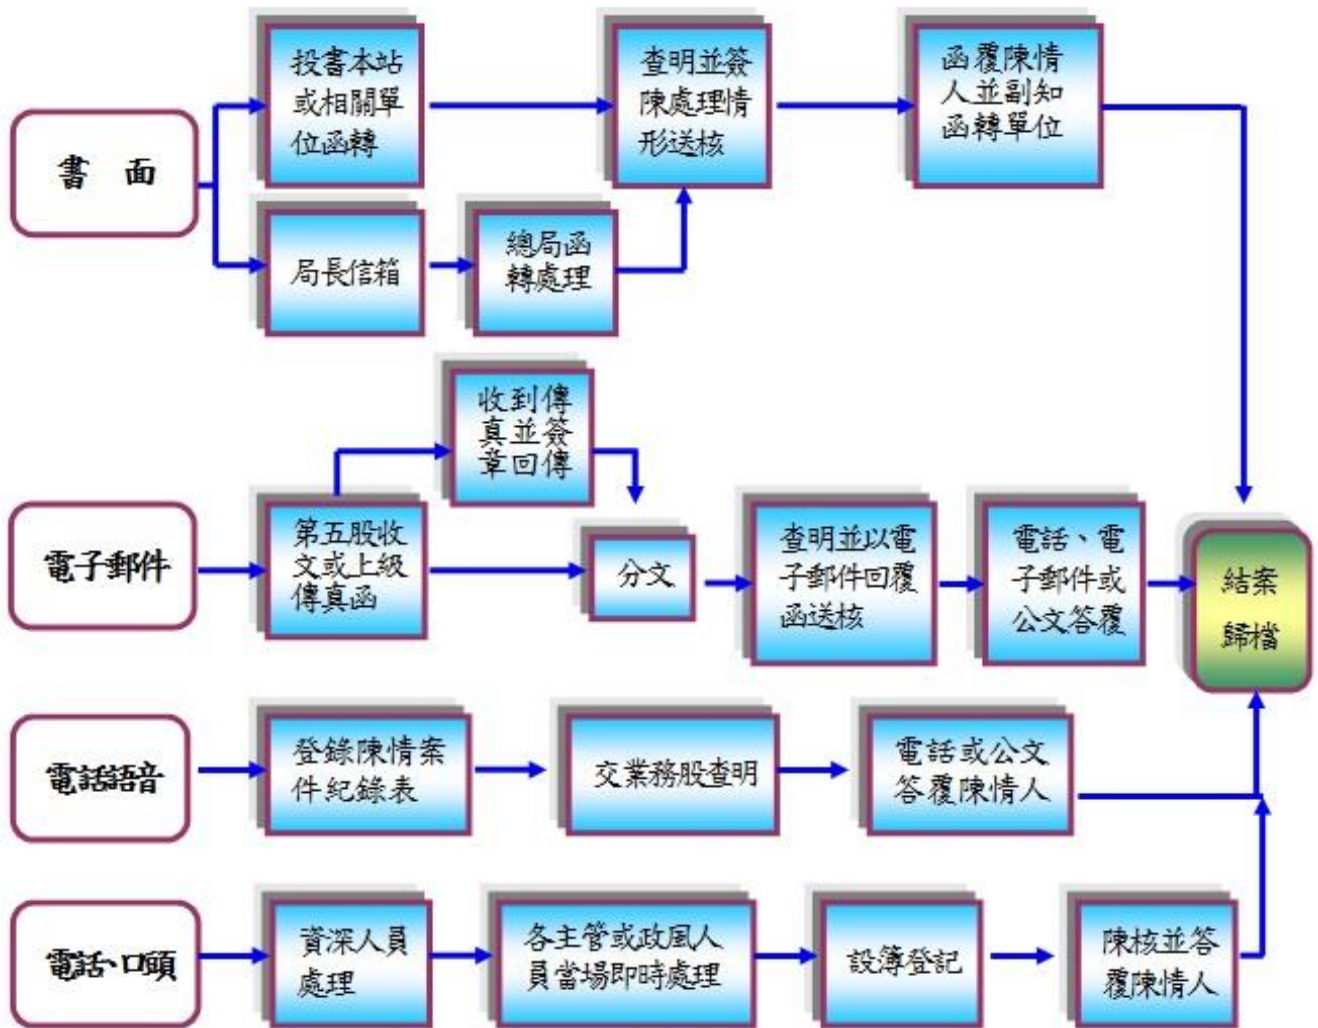 書 面
投書本站
或相關單
位函轉
查明並簽
陳處理情
形送核
函覆陳情
人並副知
函轉單位
局長信箱
總局函
轉處理
電子郵件
第五股收
文或上級
傳真函
收到傳
真並簽
章回傳
分文
查明並以電
子郵件回覆
函送核
電話、電
子郵件或
公文答覆
結案
歸檔
電話語音
登錄陳情案
件紀錄表
交業務股查明
電話或公文
答覆陳情人
電話、口頭
資深人員
處理
各主管或政風人
員當場即時處理
設簿登記
陳核並答
覆陳情人